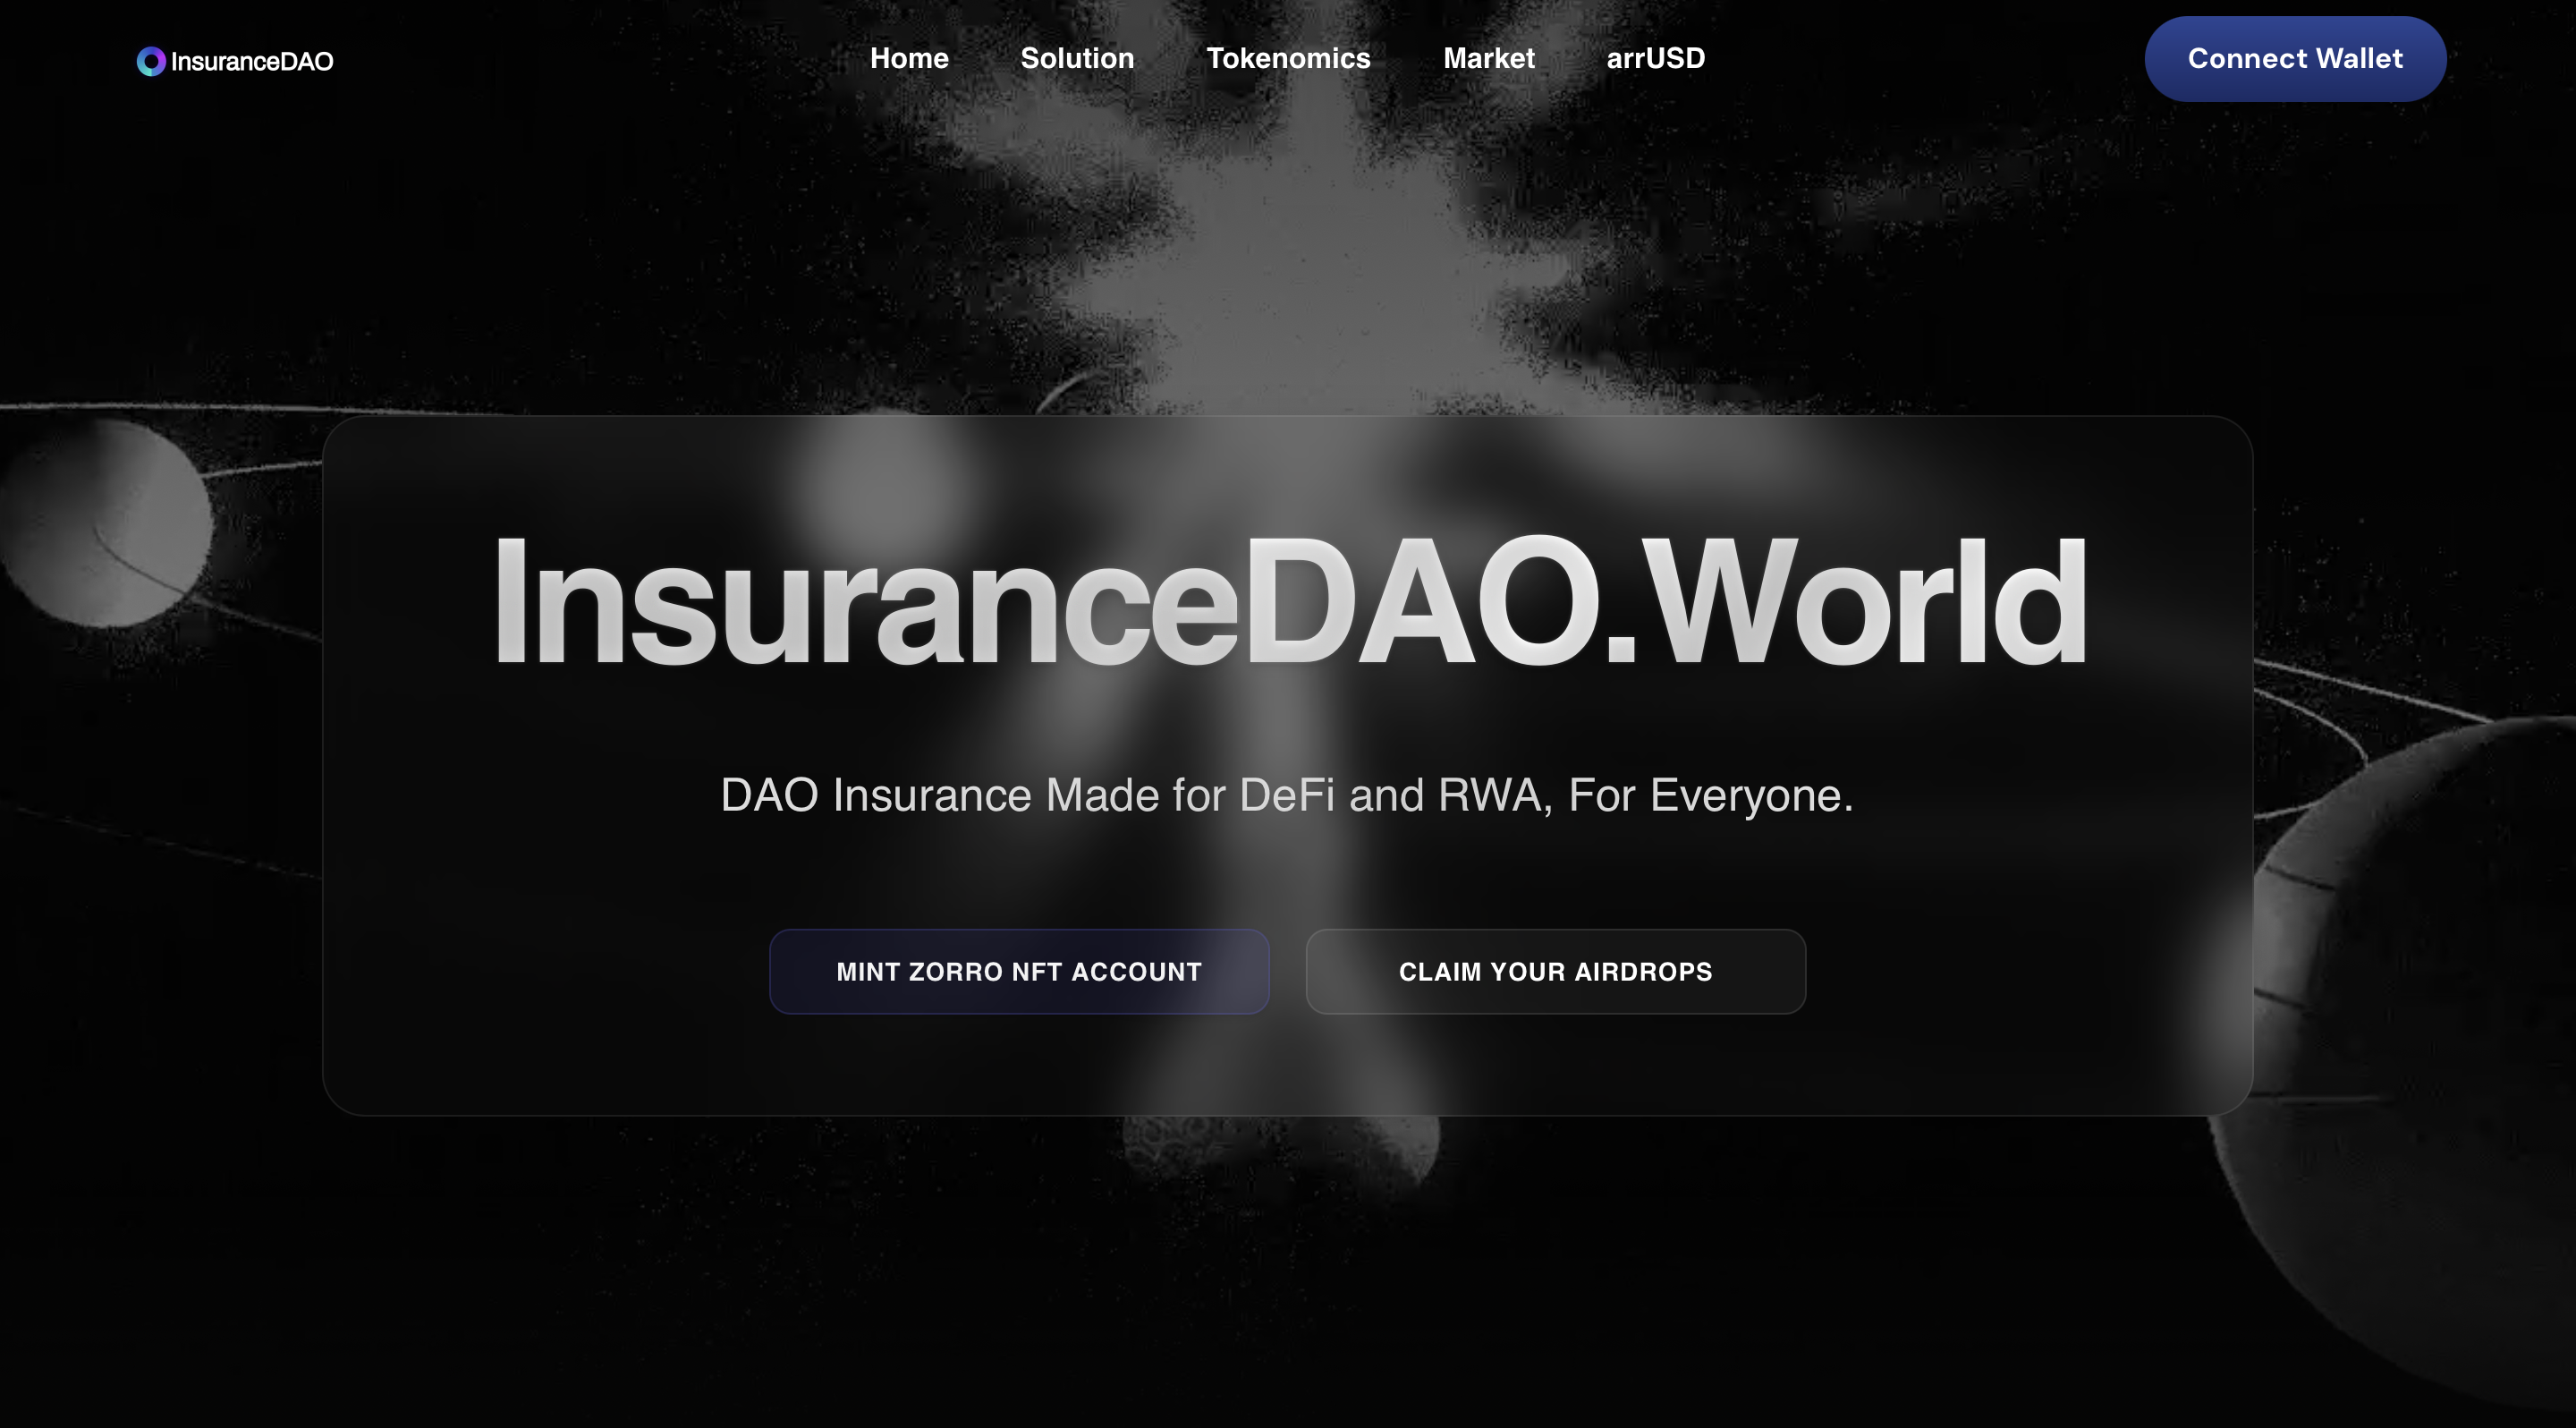 InsuranceDAO
Home Solution Tokenomics Market arrUSD
Connect Wallet
InsuranceDAO.World
DAO Insurance Made for DeFi and RWA, For Everyone.
MINT ZORRO NFT ACCOUNT
CLAIM YOUR AIRDROPS